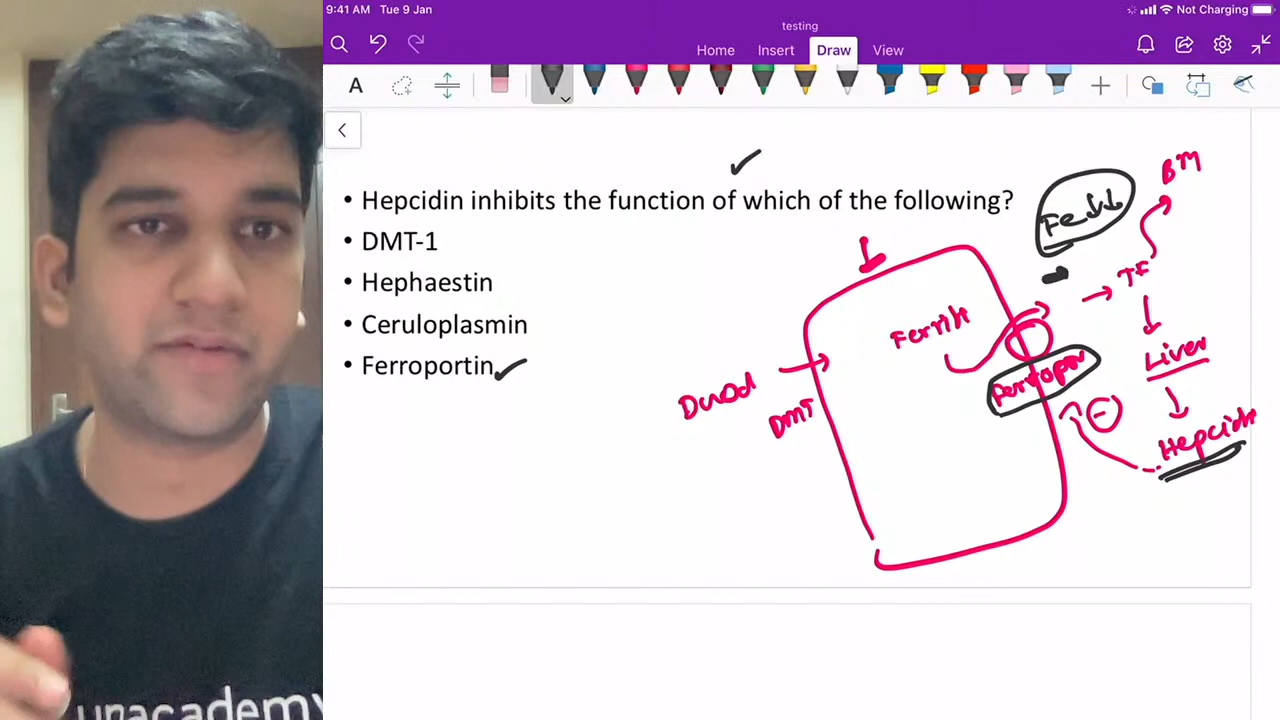 9:41 AM Tue 9 Jan
Not Charging
testing
Home Insert Draw View
A
• Hepcidin inhibits the function of which of the following?
• DMT-1
• Hephaestin
• Ceruloplasmin
• Ferroportin
BM
Fe↓↓
TF
Liver
Hepcidin
Duod
DMT
unacademy